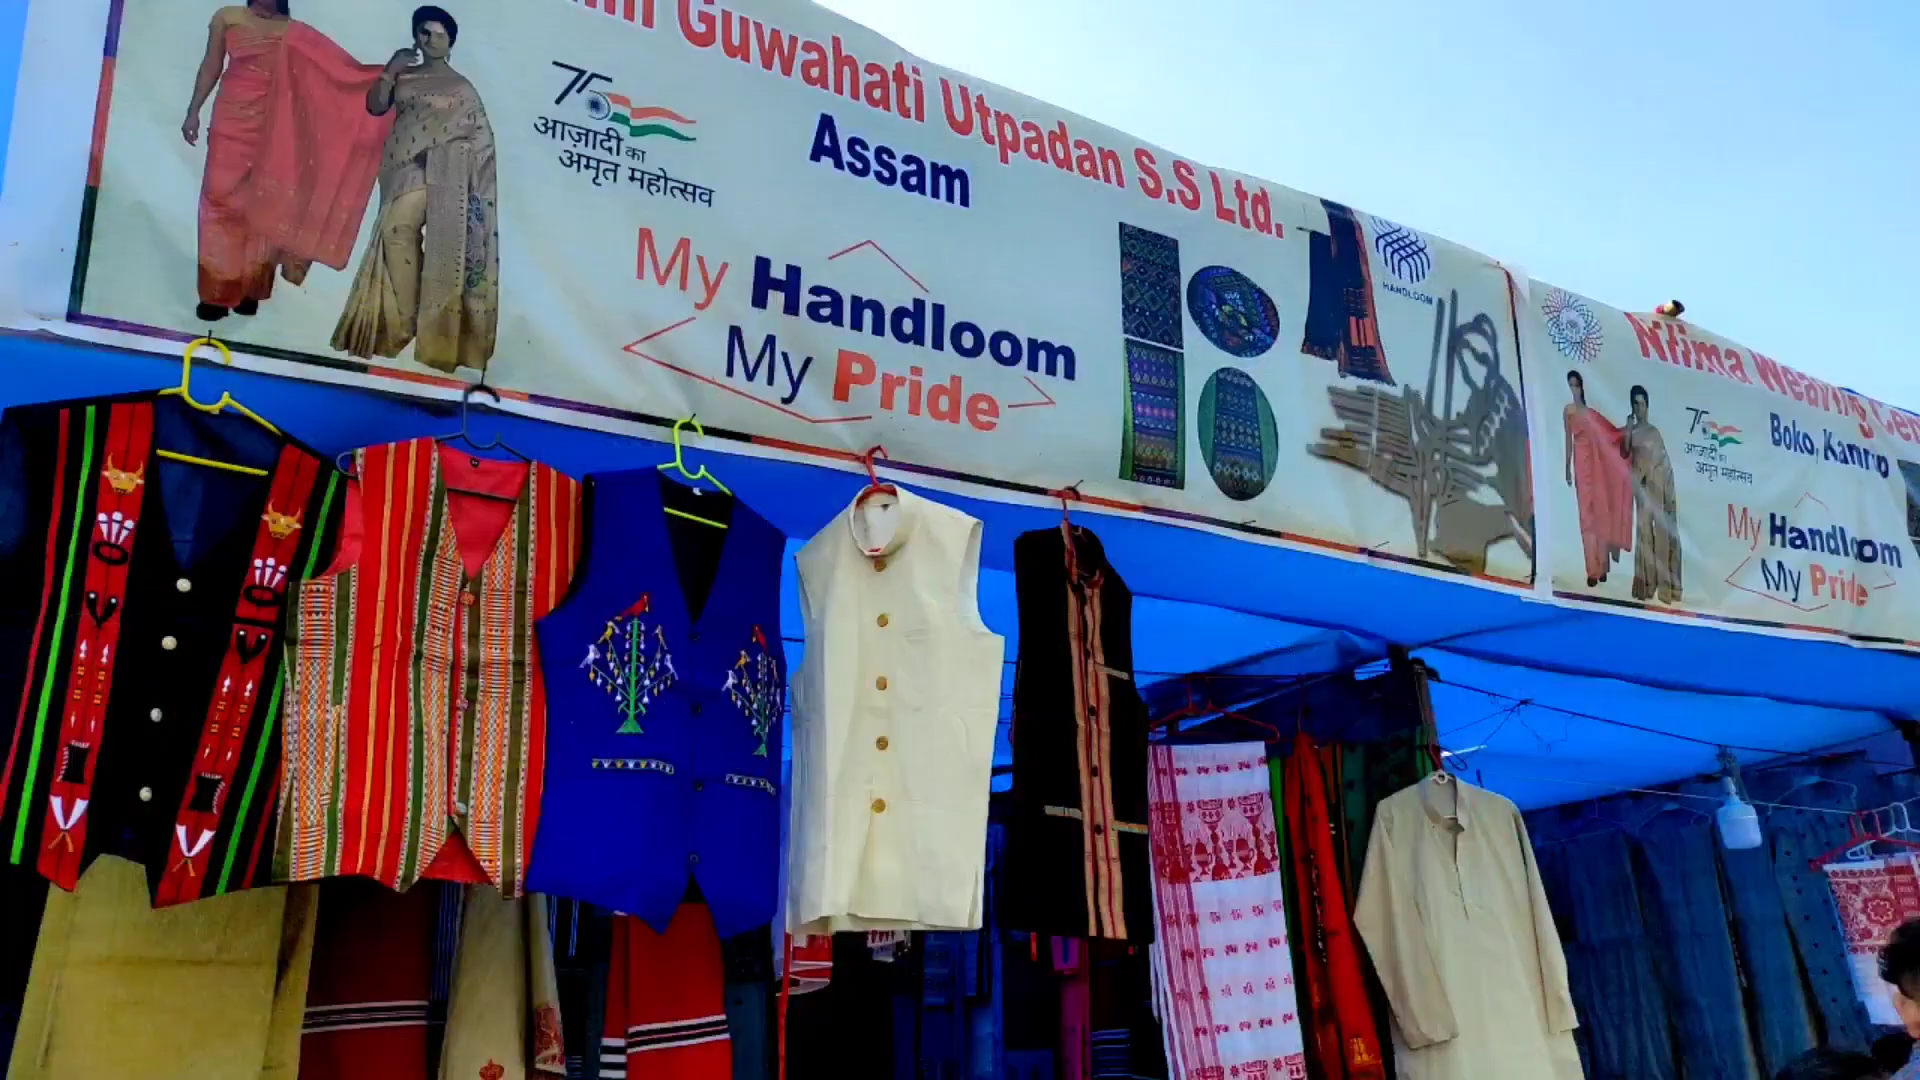 Guwahati Utpadan S.S Ltd.
Assam
75
आज़ादी का
अमृत महोत्सव
My Handloom
My Pride
HANDLOOM
Weaving
Boko,
75
आज़ादी का
अमृत महोत्सव
My Handloom
My Pride